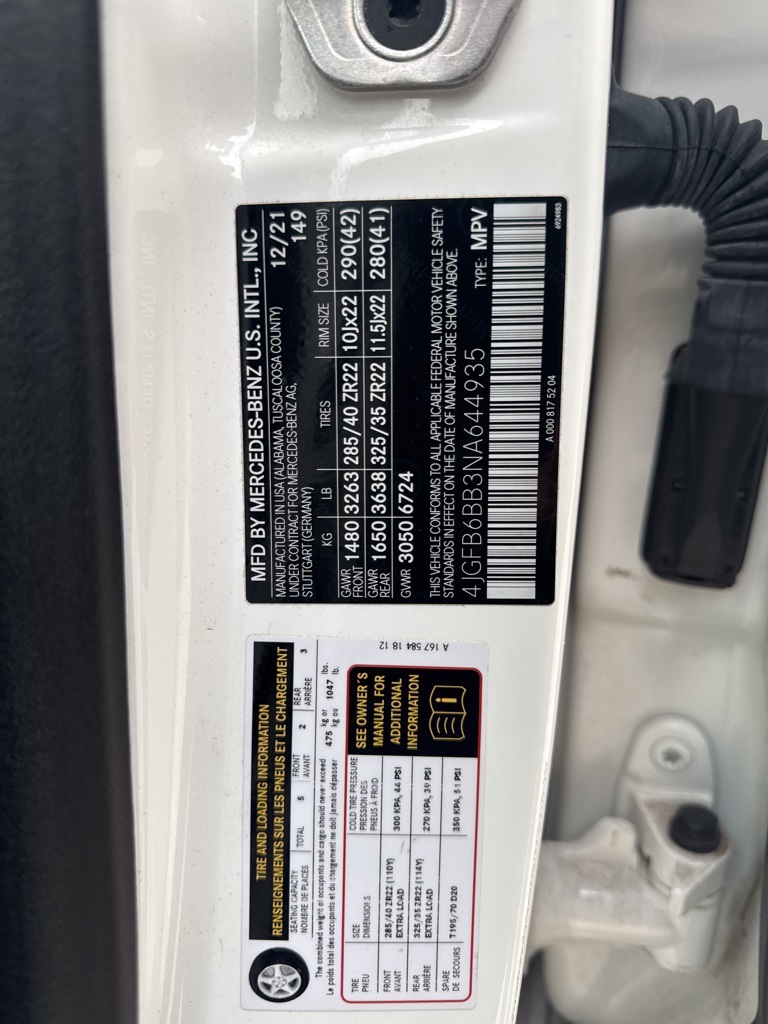 MFD BY MERCEDES-BENZ U.S. INTL., INC
MANUFACTURED IN USA (ALABAMA, TUSCALOOSA COUNTY) 12/21
UNDER CONTRACT FOR MERCEDES-BENZ AG, 149
STUTTGART (GERMANY)
KG LB TIRES RIM SIZE COLD KPA (PSI)
GAWR FRONT 1480 3263 285/40 ZR22 10Jx22 290(42)
GAWR REAR 1650 3638 325/35 ZR22 11.5Jx22 280(41)
GVWR 3050 6724
THIS VEHICLE CONFORMS TO ALL APPLICABLE FEDERAL MOTOR VEHICLE SAFETY
STANDARDS IN EFFECT ON THE DATE OF MANUFACTURE SHOWN ABOVE.
4JGFB6BB3NA644935 TYPE: MPV
A 000 817 52 04
6924983
TIRE AND LOADING INFORMATION
RENSEIGNEMENTS SUR LES PNEUS ET LE CHARGEMENT
SEATING CAPACITY TOTAL 5 FRONT 2 REAR 3
NOMBRE DE PLACES AVANT ARRIÈRE
The combined weight of occupants and cargo should never exceed 475 kg or 1047 lbs.
Le poids total des occupants et du chargement ne doit jamais dépasser kg ou lb.
TIRE SIZE COLD TIRE PRESSURE
PNEU DIMENSIONS PRESSION DES
PNEUS À FROID
FRONT 285/40 ZR22 (110Y) 300 KPA, 44 PSI
AVANT EXTRA LOAD
REAR 325/35 ZR22 (114Y) 270 KPA, 39 PSI
ARRIÈRE EXTRA LOAD
SPARE T195/70 D20 350 KPA, 51 PSI
DE SECOURS
SEE OWNER'S
MANUAL FOR
ADDITIONAL
INFORMATION
A 167 584 18 12